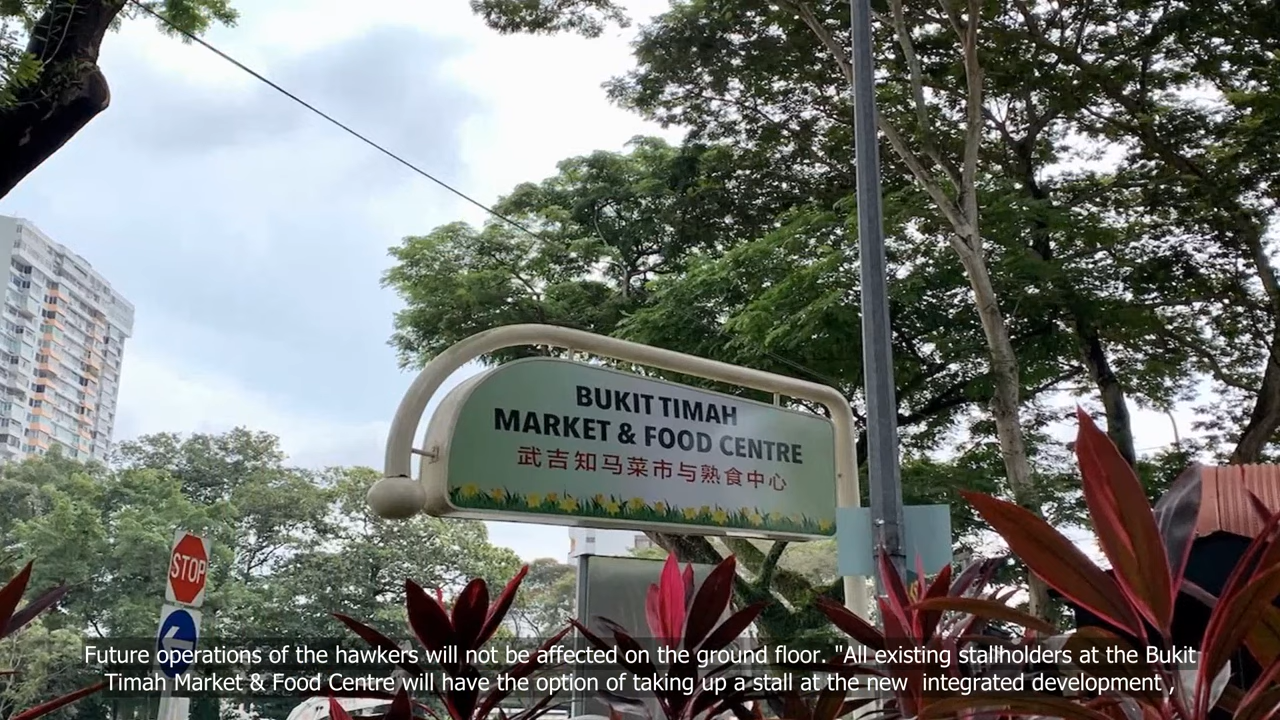 BUKIT TIMAH
MARKET & FOOD CENTRE
武吉知马菜市与熟食中心
STOP
Future operations of the hawkers will not be affected on the ground floor. "All existing stallholders at the Bukit
Timah Market & Food Centre will have the option of taking up a stall at the new  integrated development ,